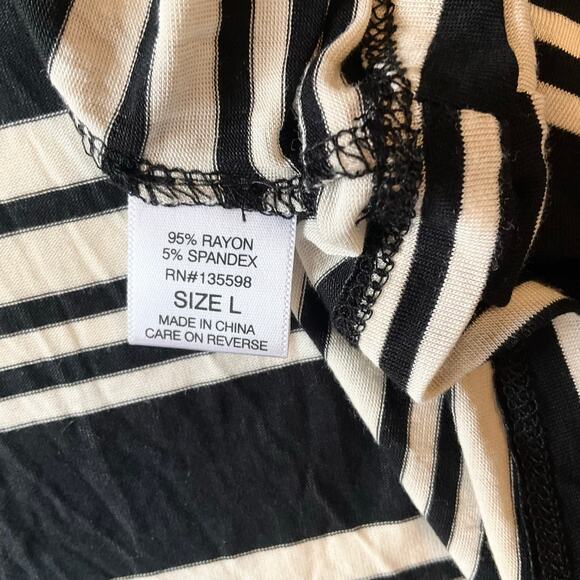 95% RAYON
5% SPANDEX
RN#135598
SIZE L
MADE IN CHINA
CARE ON REVERSE